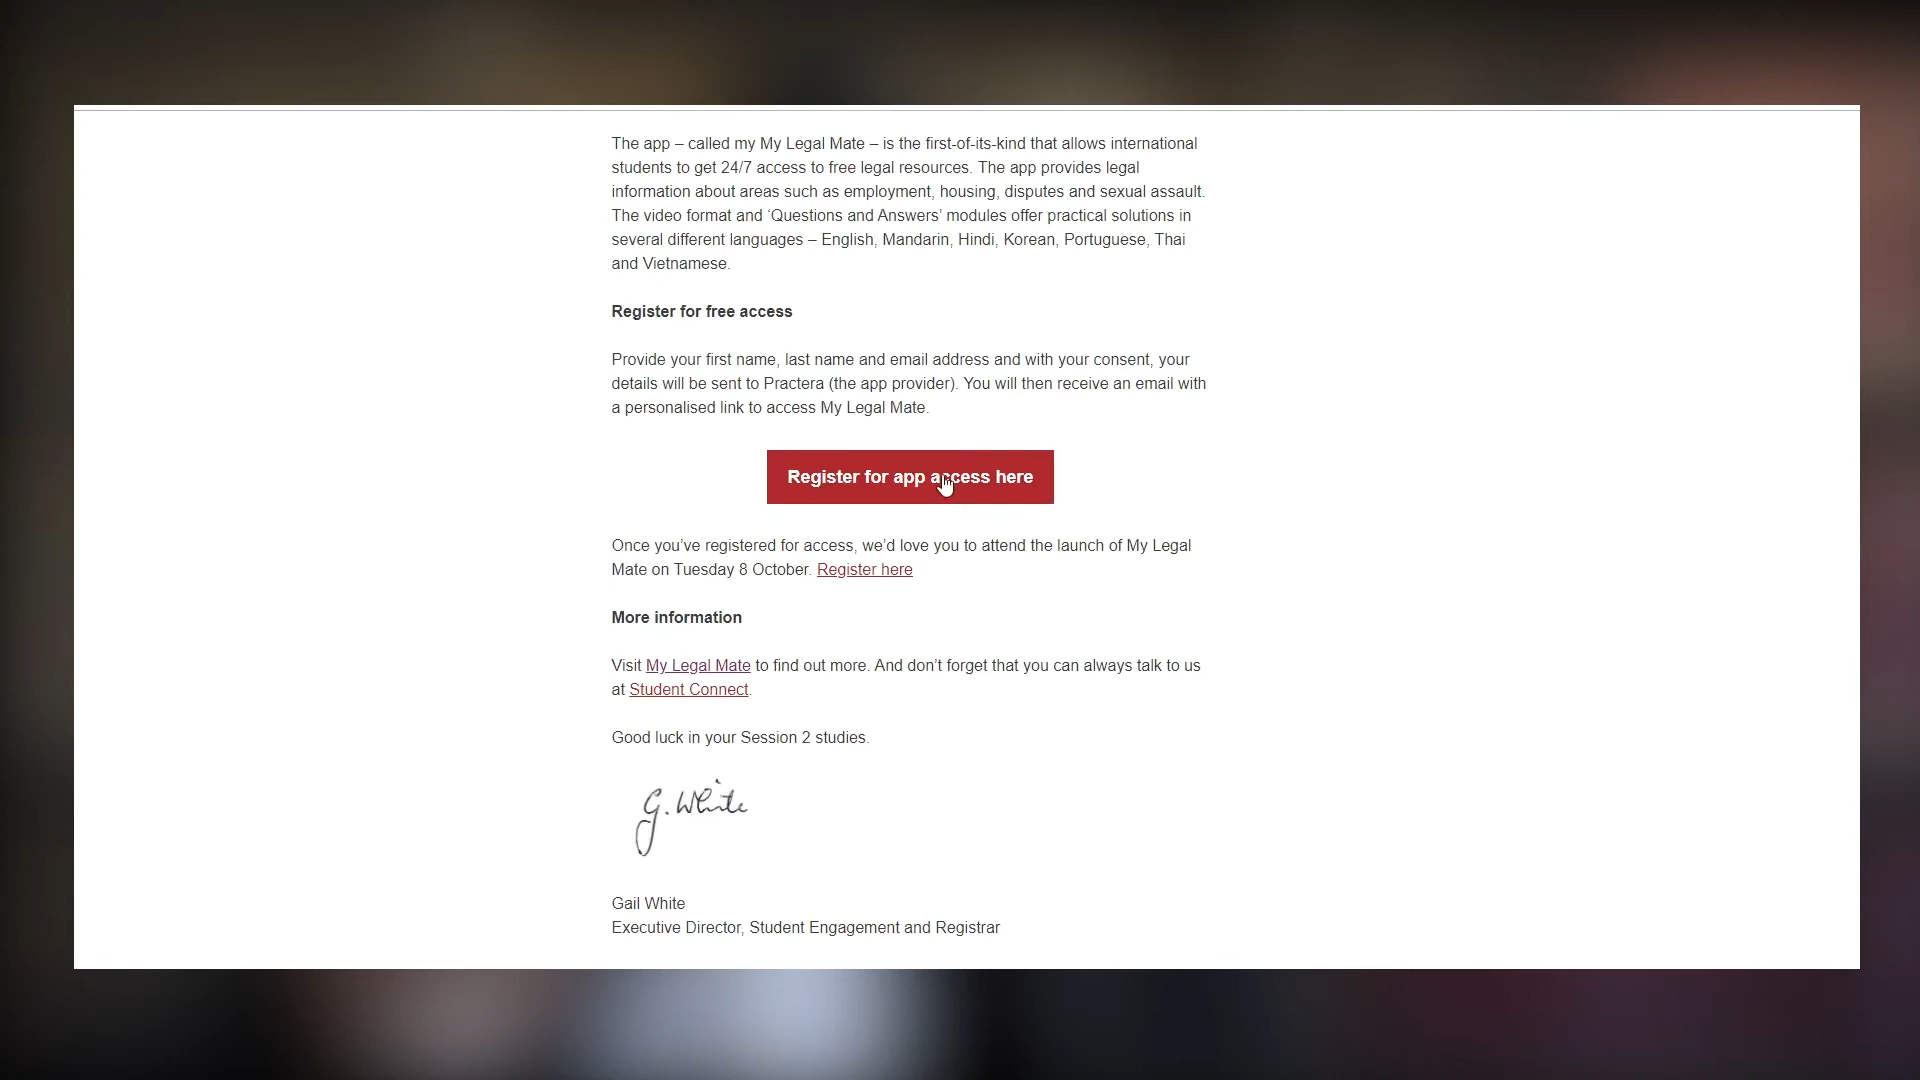 The app – called my My Legal Mate – is the first-of-its-kind that allows international
students to get 24/7 access to free legal resources. The app provides legal
information about areas such as employment, housing, disputes and sexual assault.
The video format and ‘Questions and Answers’ modules offer practical solutions in
several different languages – English, Mandarin, Hindi, Korean, Portuguese, Thai
and Vietnamese.
Register for free access
Provide your first name, last name and email address and with your consent, your
details will be sent to Practera (the app provider). You will then receive an email with
a personalised link to access My Legal Mate.
Register for app access here
Once you’ve registered for access, we’d love you to attend the launch of My Legal
Mate on Tuesday 8 October. Register here
More information
Visit My Legal Mate to find out more. And don’t forget that you can always talk to us
at Student Connect.
Good luck in your Session 2 studies.
G. White
Gail White
Executive Director, Student Engagement and Registrar